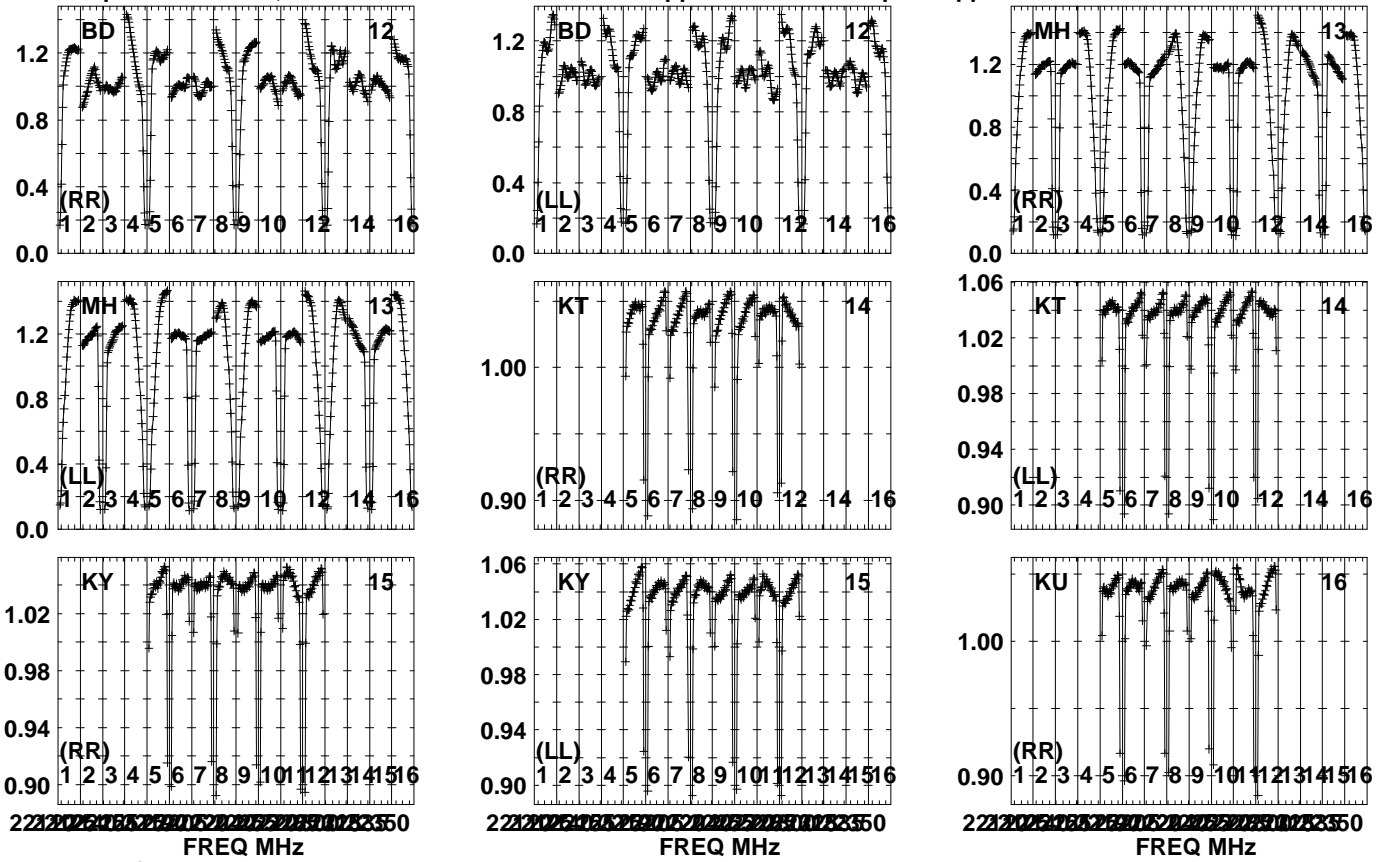 BD 12
1.2
0.8
0.4
0.0
(RR)
1 2 3 4 5 6 7 8 9 10 12 14 16
BD 12
1.2
0.8
0.4
0.0
(LL)
1 2 3 4 5 6 7 8 9 10 12 14 16
MH 13
1.2
0.8
0.4
0.0
(RR)
1 2 3 4 5 6 7 8 9 10 12 14 16
MH 13
1.2
0.8
0.4
0.0
(LL)
1 2 3 4 5 6 7 8 9 10 12 14 16
KT 14
1.00
0.90
(RR)
1 2 3 4 5 6 7 8 9 10 12 14 16
KT 14
1.06
1.02
0.98
0.94
0.90
(LL)
1 2 3 4 5 6 7 8 9 10 12 14 16
KY 15
1.02
0.98
0.94
0.90
(RR)
1 2 3 4 5 6 7 8 9 10 11 12 13 14 15 16
FREQ MHz
KY 15
1.06
1.02
0.98
0.94
0.90
(LL)
1 2 3 4 5 6 7 8 9 10 11 12 13 14 15 16
FREQ MHz
KU 16
1.00
0.90
(RR)
1 2 3 4 5 6 7 8 9 10 11 12 13 14 15 16
FREQ MHz